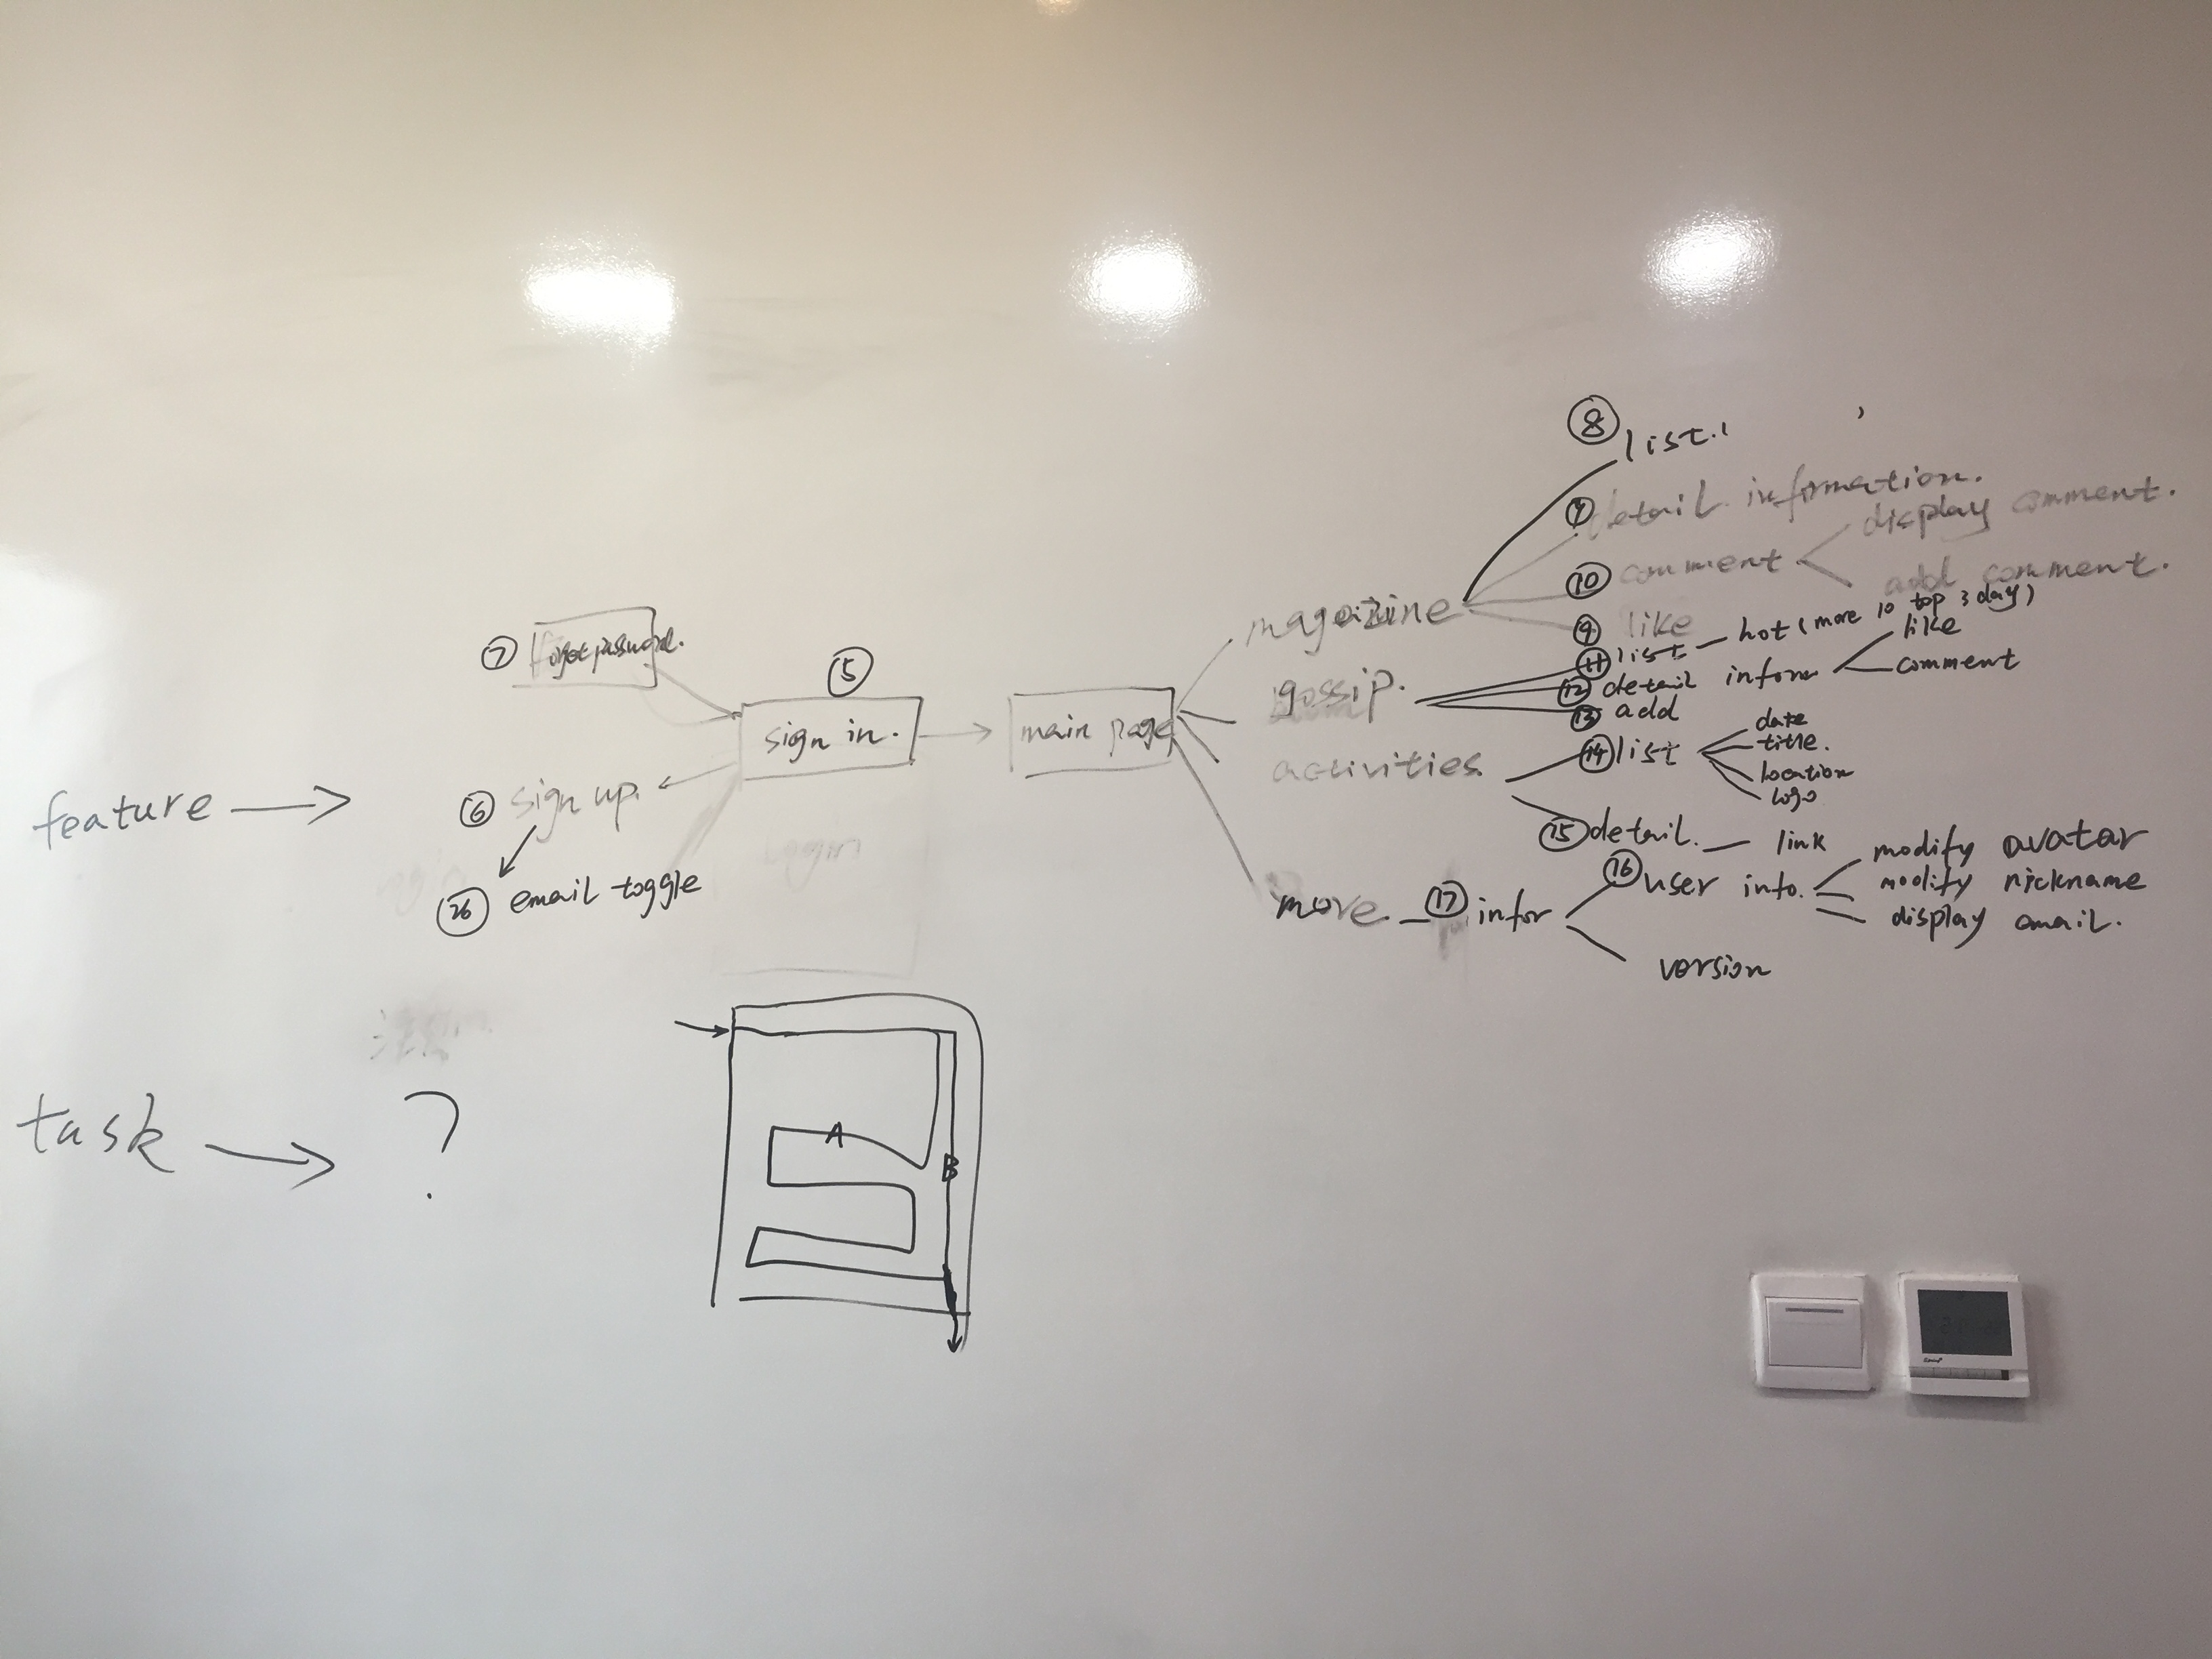 ⑧ list.
detail information.
display comment.
⑩ comment
add comment.
magazine
⑨ like
⑪ list
hot (more 10 top 3 day)
⑦ forget password.
⑤
sign in.
main page
gossip.
⑫ detail infor
like
comment
⑬ add
activities
⑭ list
date
title.
location
logo
feature
⑥ sign up.
⑮ detail.
link
㉖ email toggle
more
⑰ infor
⑯ user info.
modify avatar
modify nickname
display email.
version
task
?
A
B